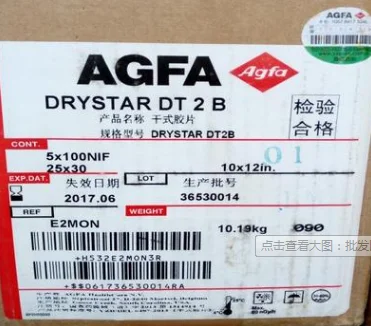 AGFA Agfa
DRYSTAR DT 2 B
产品名称 干式胶片
规格型号 DRYSTAR DT2B
检验
合格
CONT.
5x100NIF
25x30 10x12in.
01
EXP.DAT. 失效日期 LOT 生产批号
2017.06 36530014
REF WEIGHT
E2MON 10.19kg 090
点击查看大图：批发
+H532E2MON3R
+$$061736530014RA